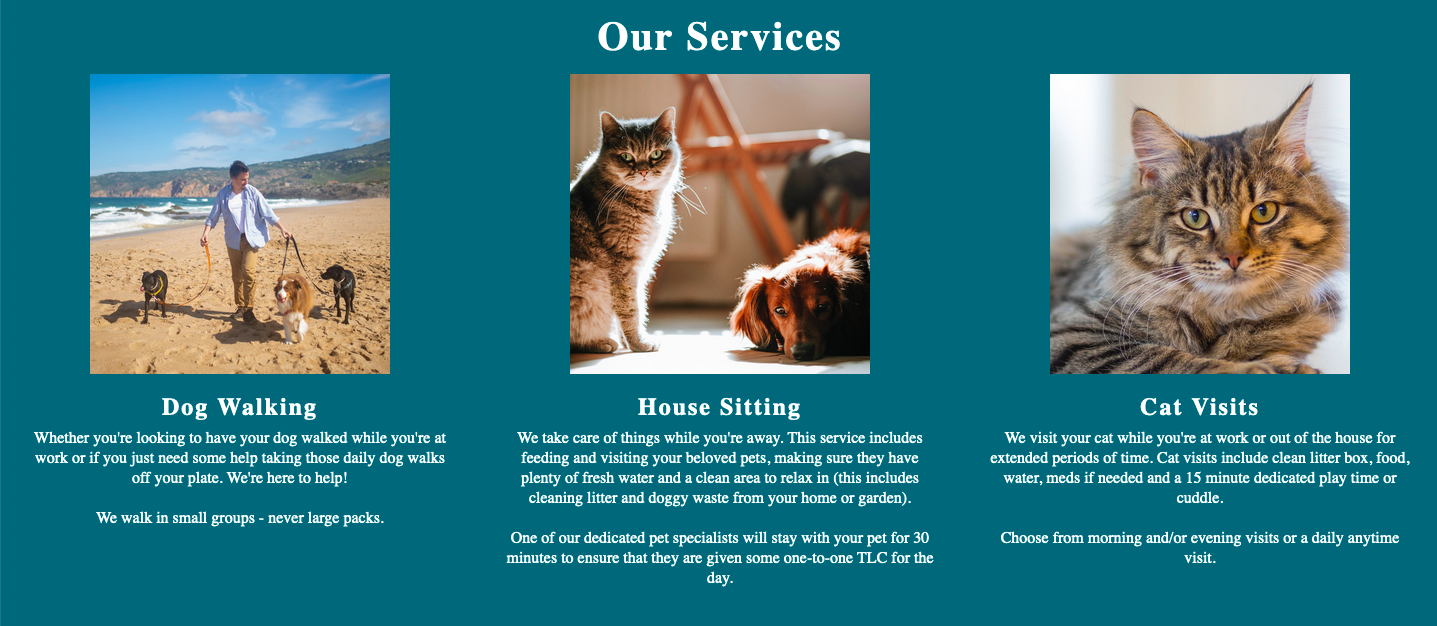 Our Services
Dog Walking
Whether you're looking to have your dog walked while you're at
work or if you just need some help taking those daily dog walks
off your plate. We're here to help!
We walk in small groups - never large packs.
House Sitting
We take care of things while you're away. This service includes
feeding and visiting your beloved pets, making sure they have
plenty of fresh water and a clean area to relax in (this includes
cleaning litter and doggy waste from your home or garden).
One of our dedicated pet specialists will stay with your pet for 30
minutes to ensure that they are given some one-to-one TLC for the
day.
Cat Visits
We visit your cat while you're at work or out of the house for
extended periods of time. Cat visits include clean litter box, food,
water, meds if needed and a 15 minute dedicated play time or
cuddle.
Choose from morning and/or evening visits or a daily anytime
visit.